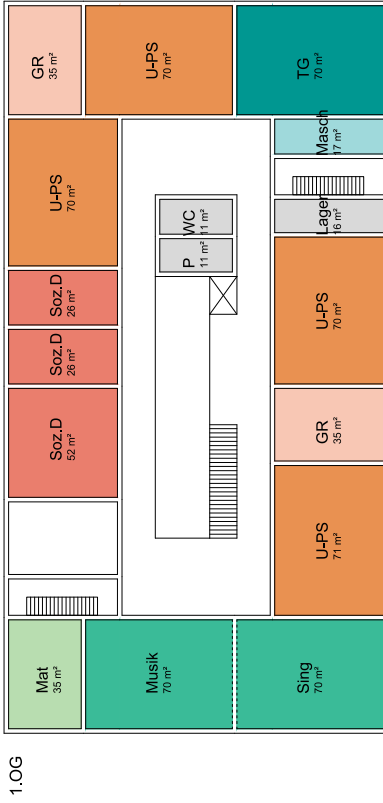 GR
35 m²
U-PS
70 m²
TG
70 m²
Masch
17 m²
U-PS
70 m²
WC
11 m²
Lager
16 m²
P
11 m²
Soz.D
26 m²
U-PS
70 m²
Soz.D
26 m²
Soz.D
52 m²
GR
35 m²
U-PS
71 m²
Mat
35 m²
Musik
70 m²
Sing
70 m²
1.OG